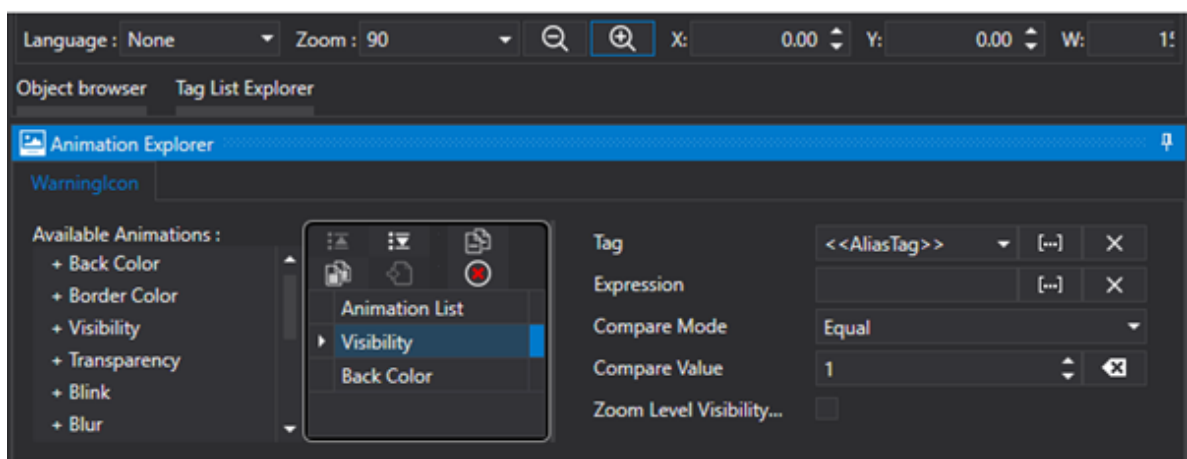 Language : None Zoom : 90 X: 0.00 Y: 0.00 W:
Object browser Tag List Explorer
Animation Explorer
WarningIcon
Available Animations :
+ Back Color
+ Border Color
+ Visibility
+ Transparency
+ Blink
+ Blur
Animation List
Visibility
Back Color
Tag <<AliasTag>>
Expression
Compare Mode Equal
Compare Value 1
Zoom Level Visibility...